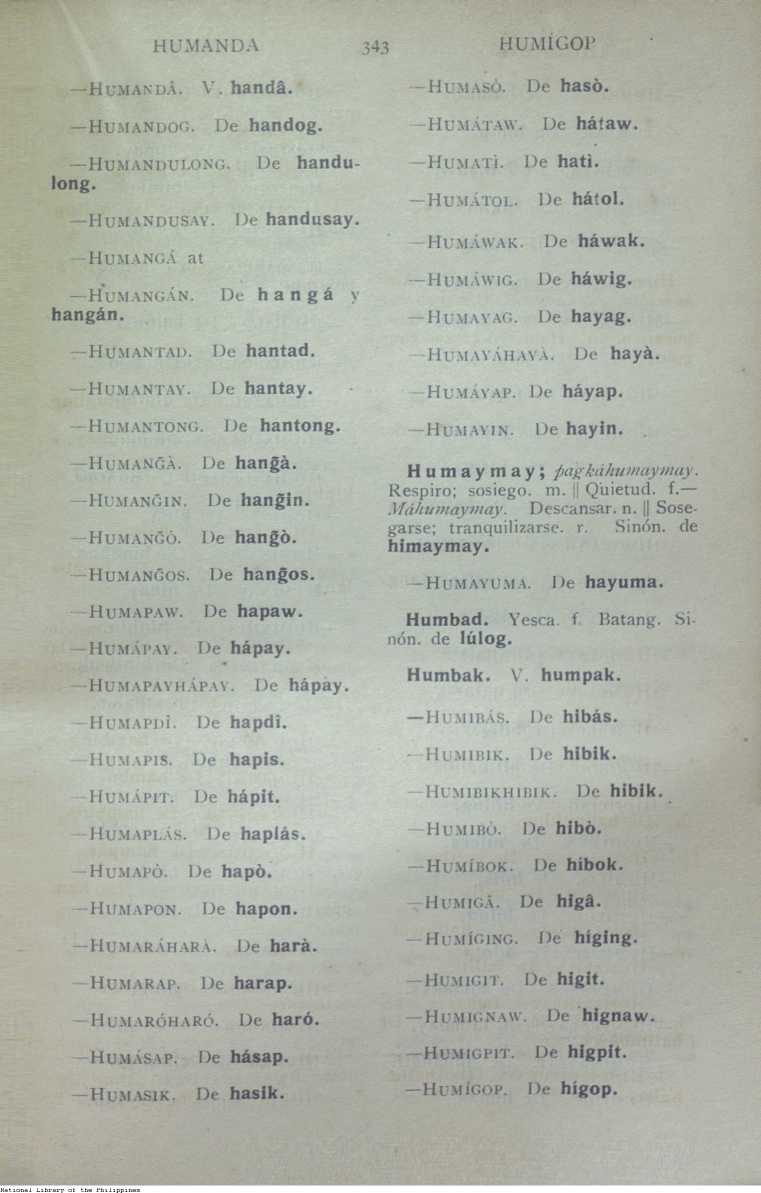 HUMANDA 343 HUMÍGOP
—HUMANDÂ. V. handâ.
—HUMANDOG. De handog.
—HUMANDULONG. De handu-
long.
—HUMANDUSAY. De handusay.
—HUMANGÁ at
—HUMANGÁN. De hangá y
hangán.
—HUMANTAD. De hantad.
—HUMANTAY. De hantay.
—HUMANTONG. De hantong.
—HUMANG̃À. De hang̃à.
—HUMANG̃IN. De hang̃in.
—HUMANG̃Ò. De hang̃ò.
—HUMANG̃OS. De hang̃os.
—HUMAPAW. De hapaw.
—HUMÁPAY. De hápay.
—HUMAPAYHÁPAY. De hápay.
—HUMAPDÎ. De hapdî.
—HUMAPIS. De hapis.
—HUMÁPIT. De hápit.
—HUMAPLÁS. De haplás.
—HUMAPÒ. De hapò.
—HUMAPON. De hapon.
—HUMARÁHARÀ. De harà.
—HUMARAP. De harap.
—HUMARÓHARÓ. De haró.
—HUMÁSAP. De hásap.
—HUMASIK. De hasik.
—HUMASÒ. De hasò.
—HUMÁTAW. De hátaw.
—HUMATÌ. De hatì.
—HUMÁTOL. De hátol.
—HUMÁWAK. De háwak.
—HUMÁWIG. De háwig.
—HUMAYAG. De hayag.
—HUMAYÁHAYÀ. De hayà.
—HUMÁYAP. De háyap.
—HUMAYIN. De hayin.
Humaymay; pagkáhumaymay.
Respiro; sosiego. m. || Quietud. f.—
Máhumaymay. Descansar. n. || Sose-
garse; tranquilizarse. r. Sinón. de
himaymay.
—HUMAYUMA. De hayuma.
Humbad. Yesca. f. Batang. Si-
nón. de lúlog.
Humbak. V. humpak.
—HUMIBÁS. De hibás.
—HUMIBIK. De hibik.
—HUMIBIKHIBIK. De hibik.
—HUMIBÒ. De hibò.
—HUMÍBOK. De híbok.
—HUMIGÂ. De higâ.
—HUMÍGING. De híging.
—HUMIGIT. De higit.
—HUMIGNAW. De hignaw.
—HUMIGPIT. De higpit.
—HUMÍGOP. De hígop.
National Library of the Philippines